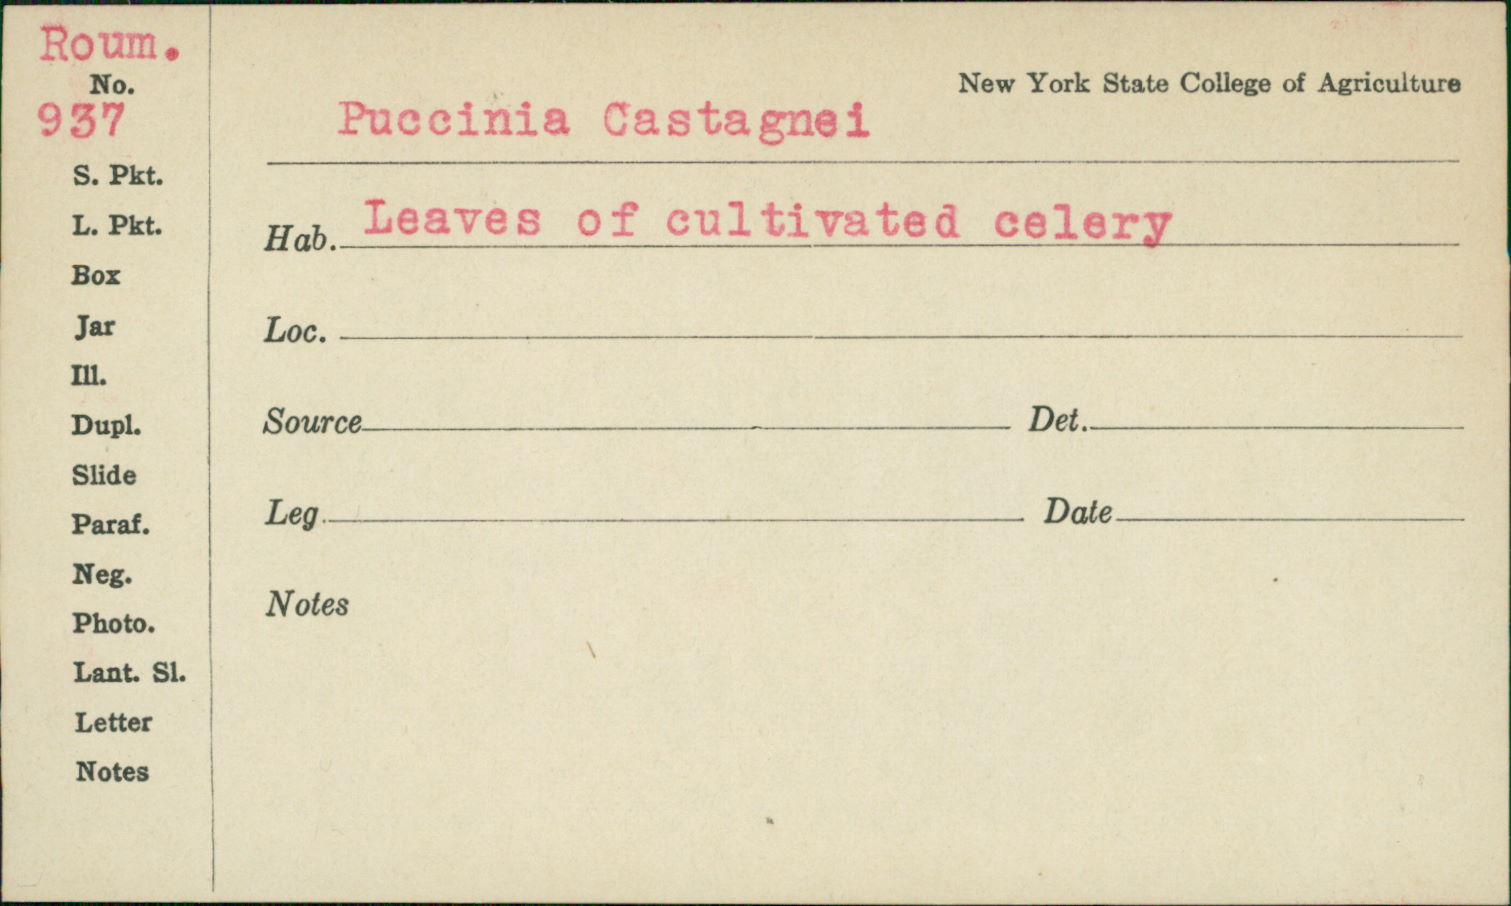 Roum.
No.
937
S. Pkt.
L. Pkt.
Box
Jar
Ill.
Dupl.
Slide
Paraf.
Neg.
Photo.
Lant. Sl.
Letter
Notes
New York State College of Agriculture
Puccinia Castagnei
Hab. Leaves of cultivated celery
Loc.
Source Det.
Leg. Date
Notes